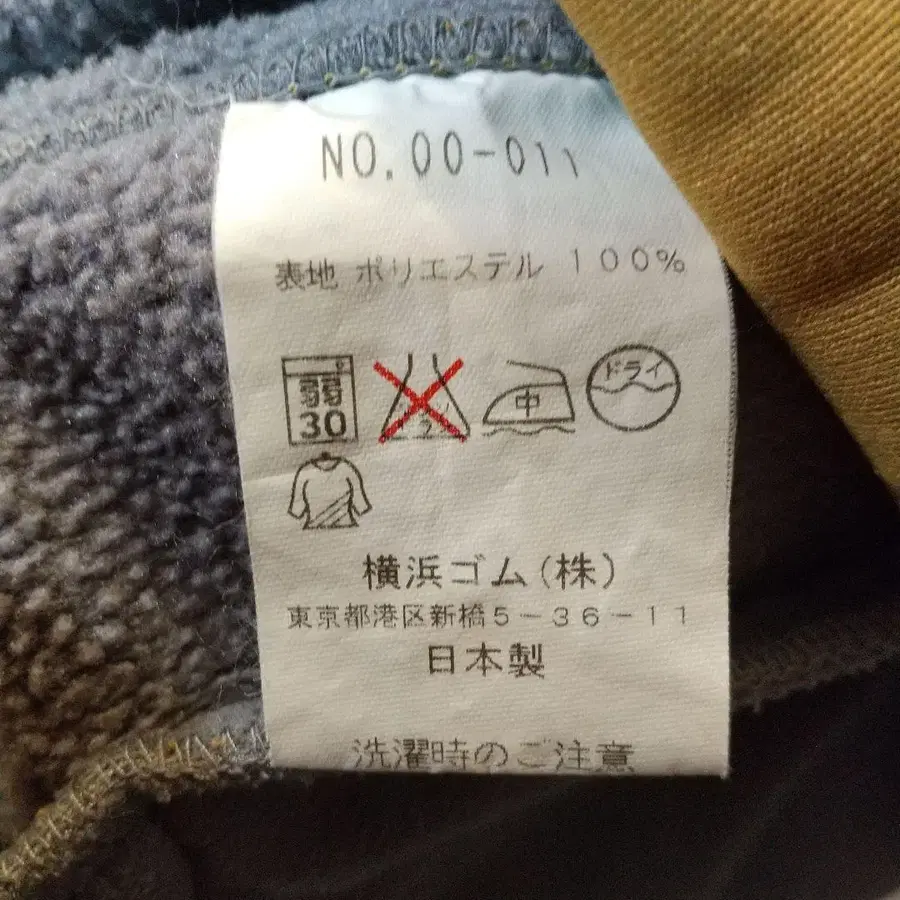 NO.00-011
表地 ポリエステル 100%
弱 30
中
ドライ
横浜ゴム(株)
東京都港区新橋5-36-11
日本製
洗濯時のご注意